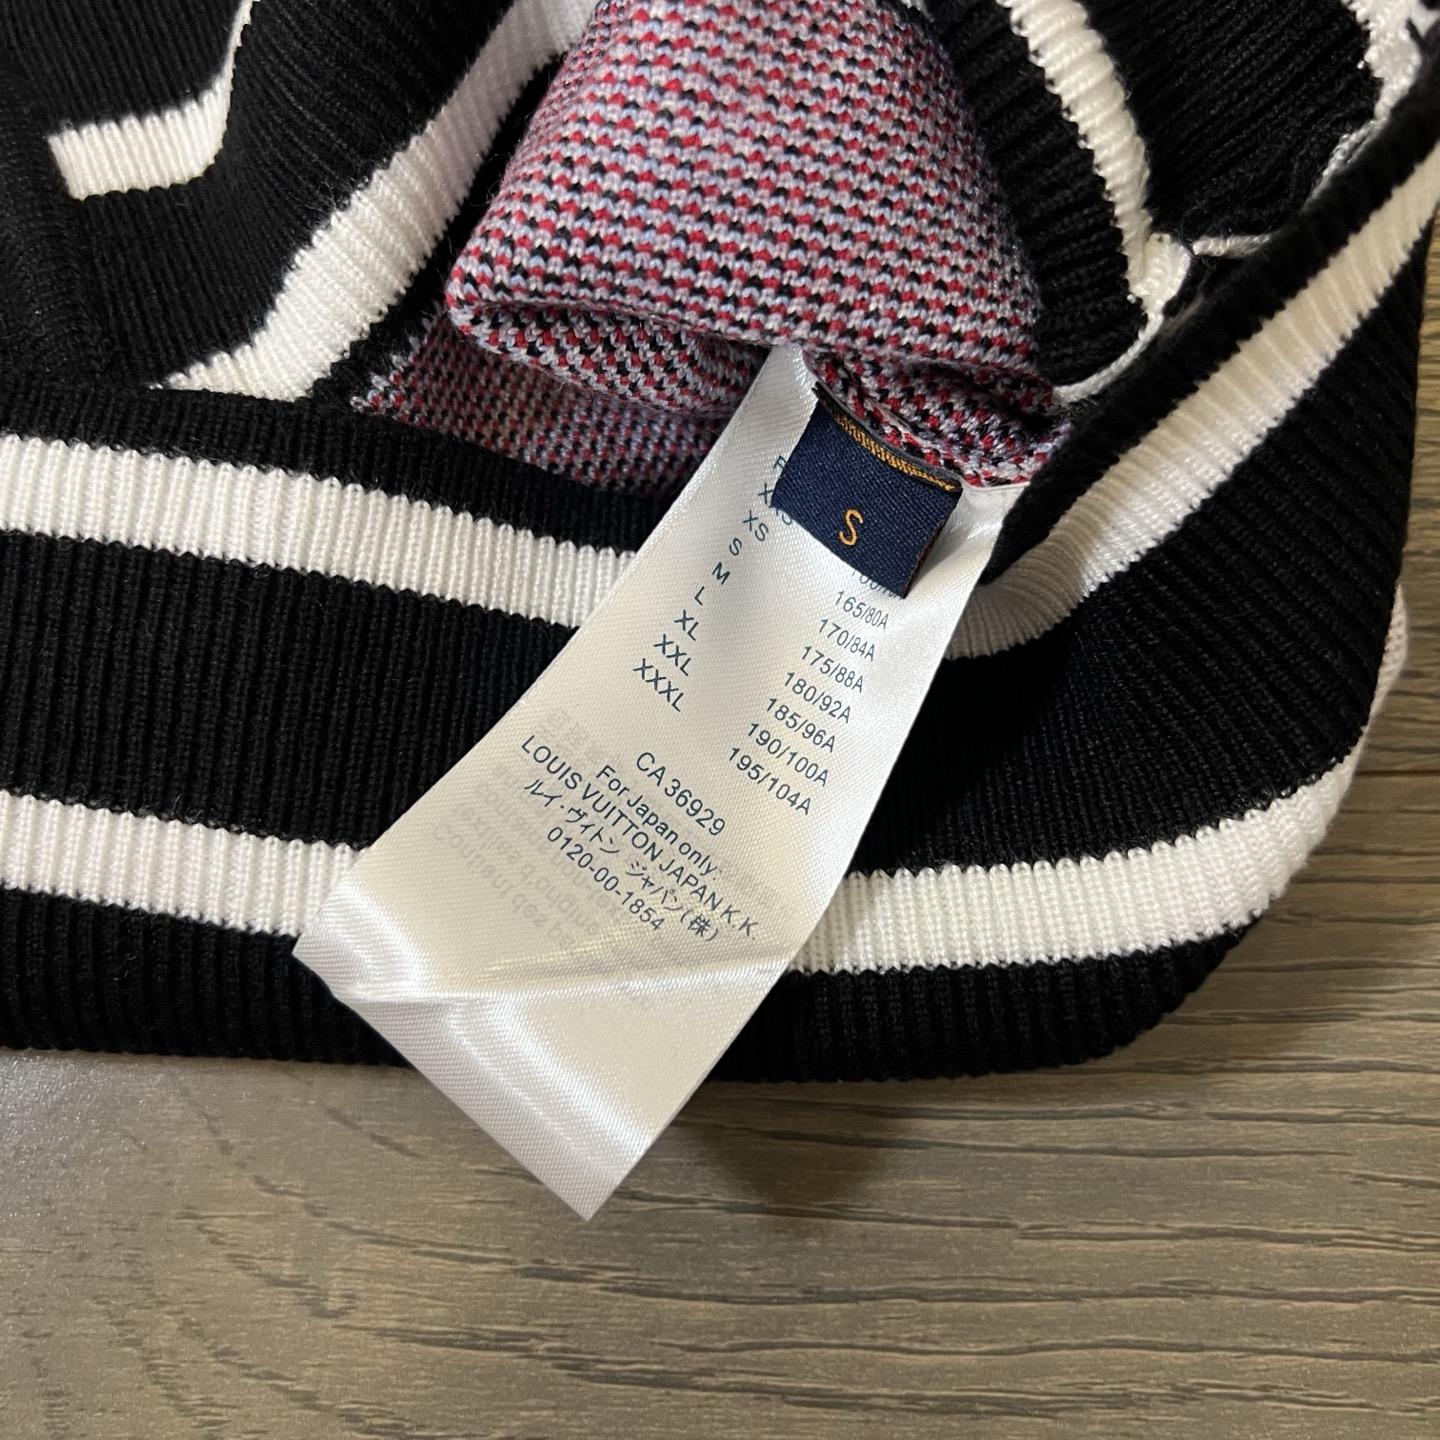 S
XS
S
M
L
XL
XXL
XXXL
165/80A
170/84A
175/88A
180/92A
185/96A
190/100A
195/104A
CA 36929
For Japan only:
LOUIS VUITTON JAPAN K.K.
ルイ・ヴィトン ジャパン(株)
0120-00-1854